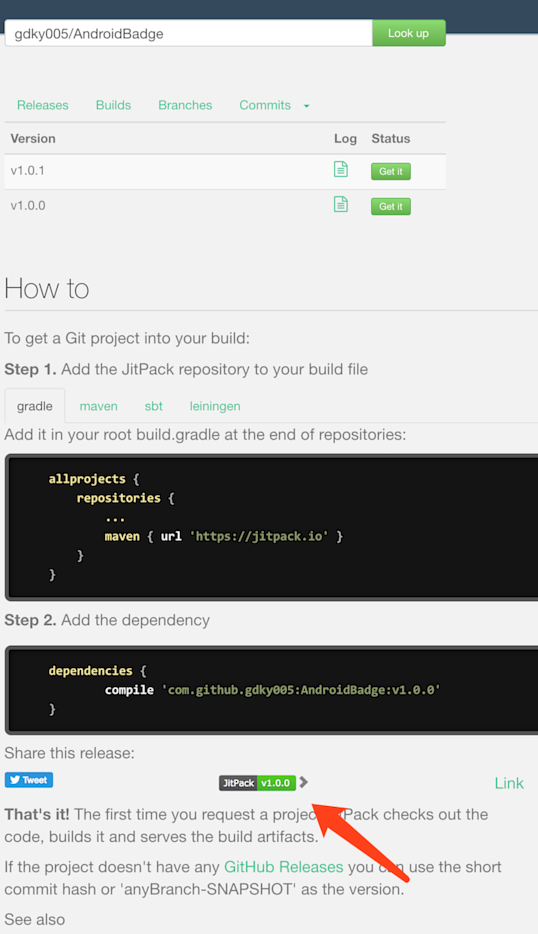 gdky005/AndroidBadge
Look up
Releases Builds Branches Commits
Version Log Status
v1.0.1 Get it
v1.0.0 Get it
How to
To get a Git project into your build:
Step 1. Add the JitPack repository to your build file
gradle maven sbt leiningen
Add it in your root build.gradle at the end of repositories:
allprojects {
repositories {
...
maven { url 'https://jitpack.io' }
}
}
Step 2. Add the dependency
dependencies {
compile 'com.github.gdky005:AndroidBadge:v1.0.0'
}
Share this release:
Tweet JitPack v1.0.0 Link
That's it! The first time you request a project JitPack checks out the
code, builds it and serves the build artifacts.
If the project doesn't have any GitHub Releases you can use the short
commit hash or 'anyBranch-SNAPSHOT' as the version.
See also